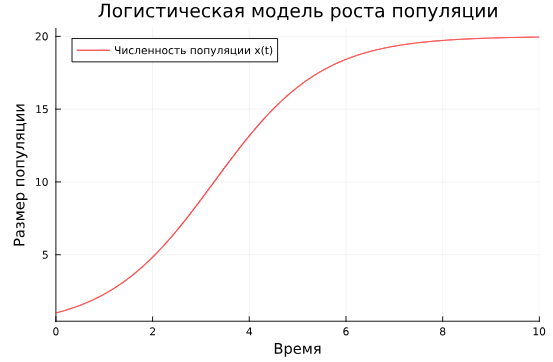 Логистическая модель роста популяции
Численность популяции x(t)
Размер популяции
20
15
10
5
0 2 4 6 8 10
Время